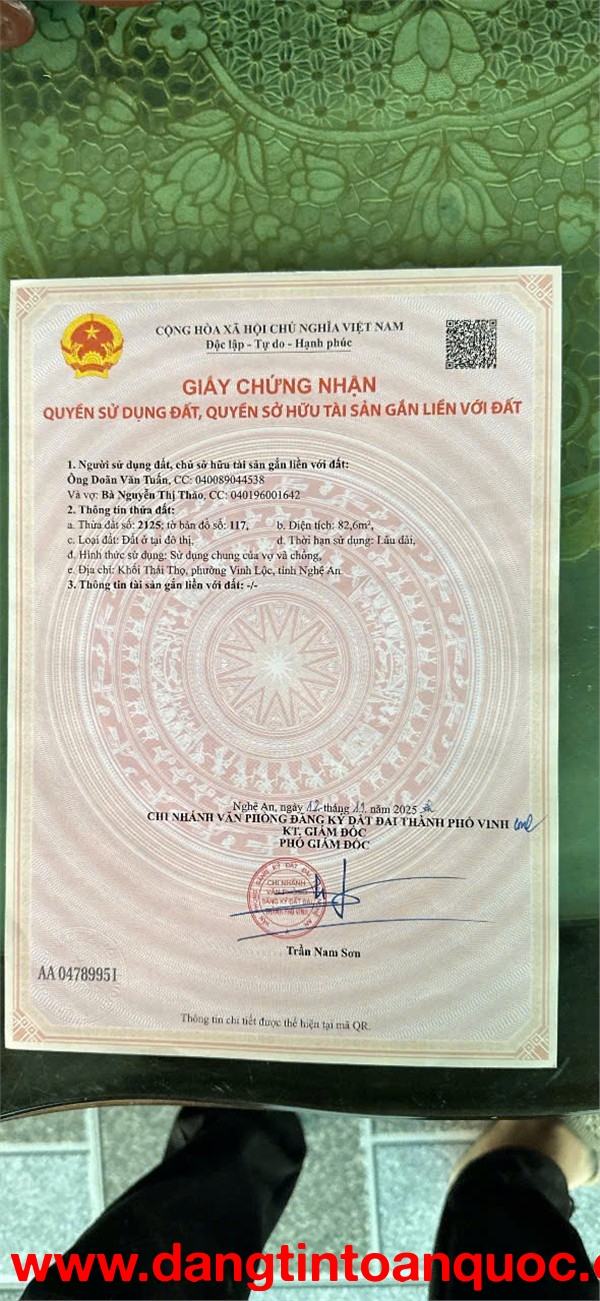 CỘNG HÒA XÃ HỘI CHỦ NGHĨA VIỆT NAM
Độc lập - Tự do - Hạnh phúc
GIẤY CHỨNG NHẬN
QUYỀN SỬ DỤNG ĐẤT, QUYỀN SỞ HỮU TÀI SẢN GẮN LIỀN VỚI ĐẤT
1. Người sử dụng đất, chủ sở hữu tài sản gắn liền với đất:
Ông Doãn Văn Tuấn, CC: 040089044538
Và vợ: Bà Nguyễn Thị Thảo, CC: 040196001642
2. Thông tin thửa đất:
a. Thửa đất số: 2125; tờ bản đồ số: 117, b. Diện tích: 82,6m²,
c. Loại đất: Đất ở tại đô thị, d. Thời hạn sử dụng: Lâu dài,
đ. Hình thức sử dụng: Sử dụng chung của vợ và chồng,
e. Địa chỉ: Khối Thái Thọ, phường Vinh Lộc, tỉnh Nghệ An.
3. Thông tin tài sản gắn liền với đất: -/-
Nghệ An, ngày 12 tháng 11 năm 2025
CHI NHÁNH VĂN PHÒNG ĐĂNG KÝ ĐẤT ĐAI THÀNH PHỐ VINH
KT. GIÁM ĐỐC
PHÓ GIÁM ĐỐC
CHI NHÁNH
VĂN PHÒNG
ĐĂNG KÝ ĐẤT ĐAI
Trần Nam Sơn
AA 04789951
Thông tin chi tiết được thể hiện tại mã QR.
www.dangtintoanquoc.